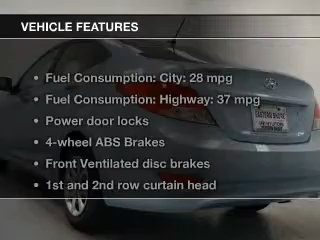 VEHICLE FEATURES
• Fuel Consumption: City: 28 mpg
• Fuel Consumption: Highway: 37 mpg
• Power door locks
• 4-wheel ABS Brakes
• Front Ventilated disc brakes
• 1st and 2nd row curtain head